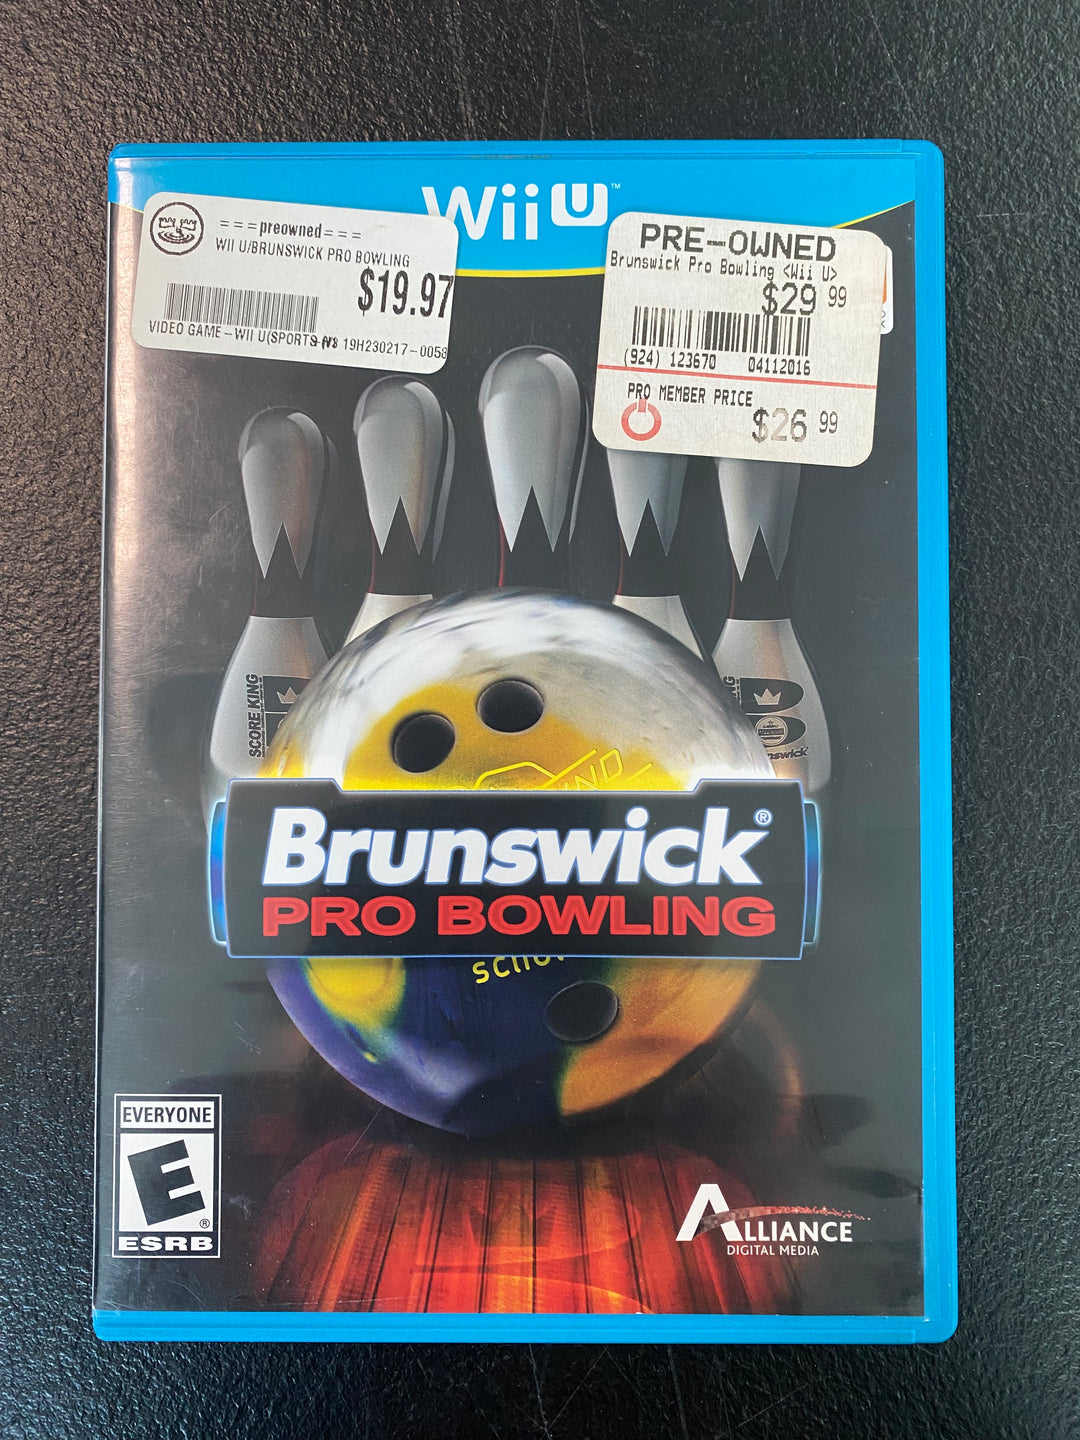 Wii U™
===preowned===
WII U/BRUNSWICK PRO BOWLING
$19.97
VIDEO GAME-WII U(SPORTS 19H230217-0058
PRE-OWNED
Brunswick Pro Bowling <Wii U>
$29 99
(924) 123670 04112016
PRO MEMBER PRICE
$26 99
SCORE KING
Brunswick®
PRO BOWLING
EVERYONE
E®
ESRB
ALLIANCE
DIGITAL MEDIA